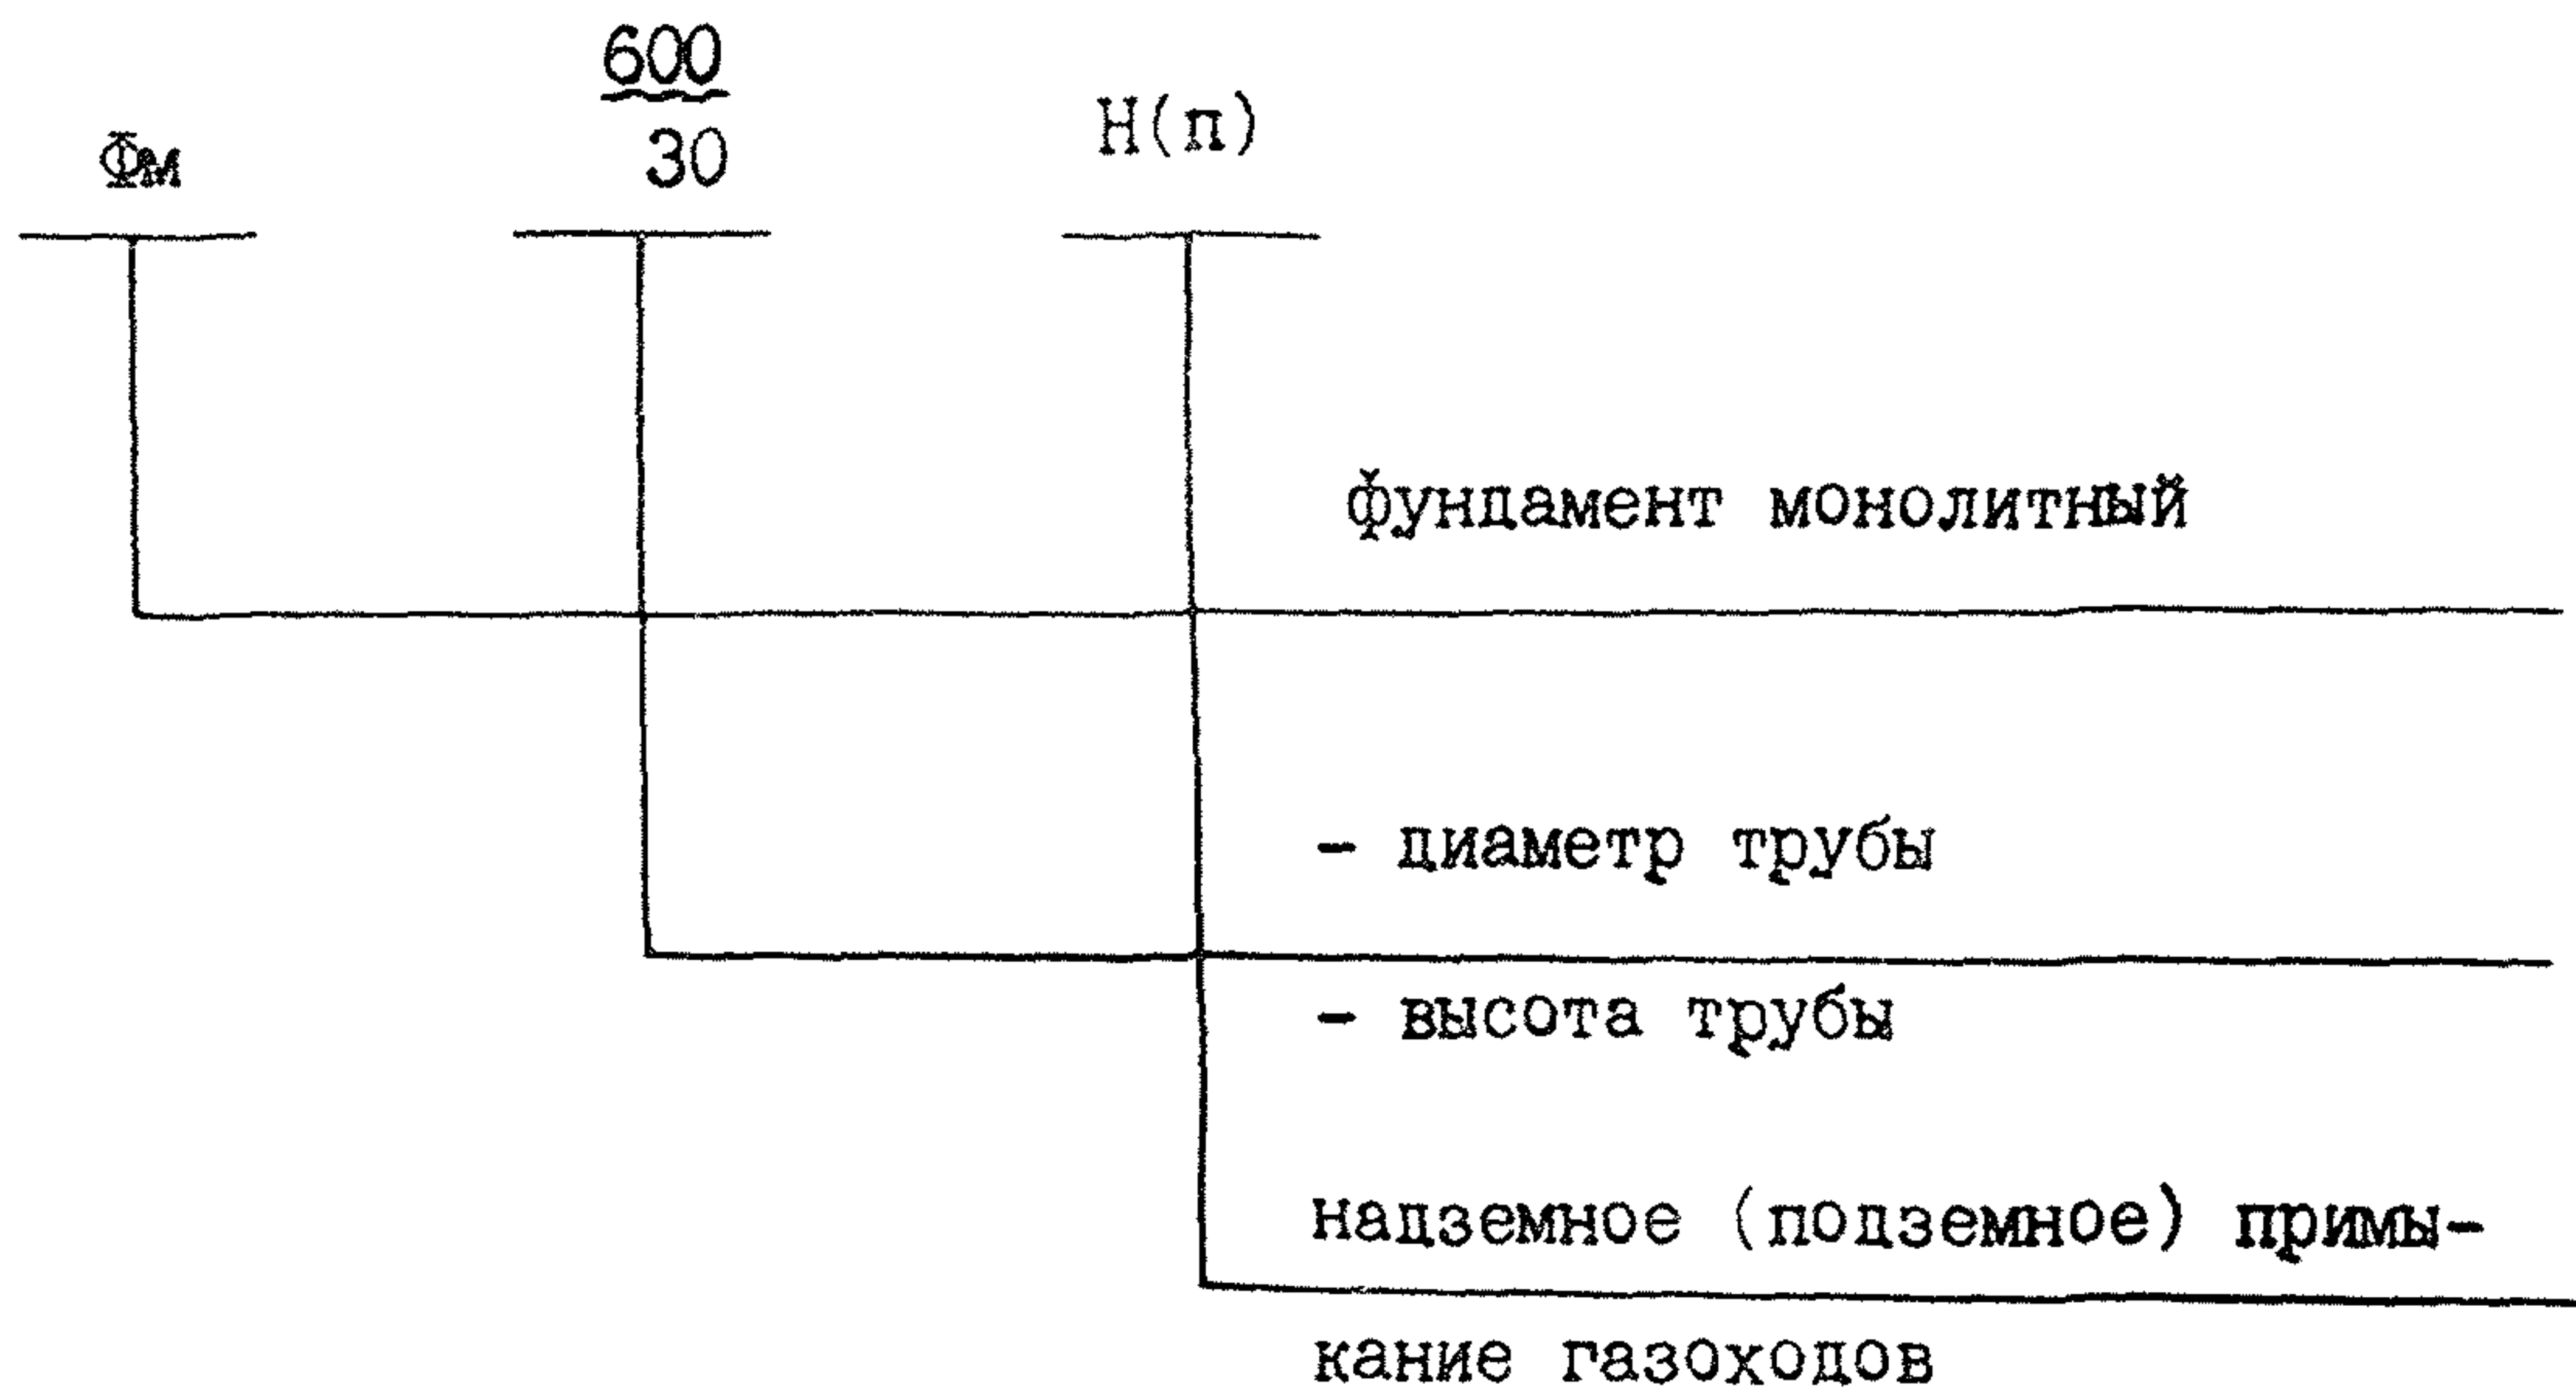 600
Фм 30 Н(п)
фундамент монолитный
- диаметр трубы
- высота трубы
надземное (подземное) примы-
кание газоходов